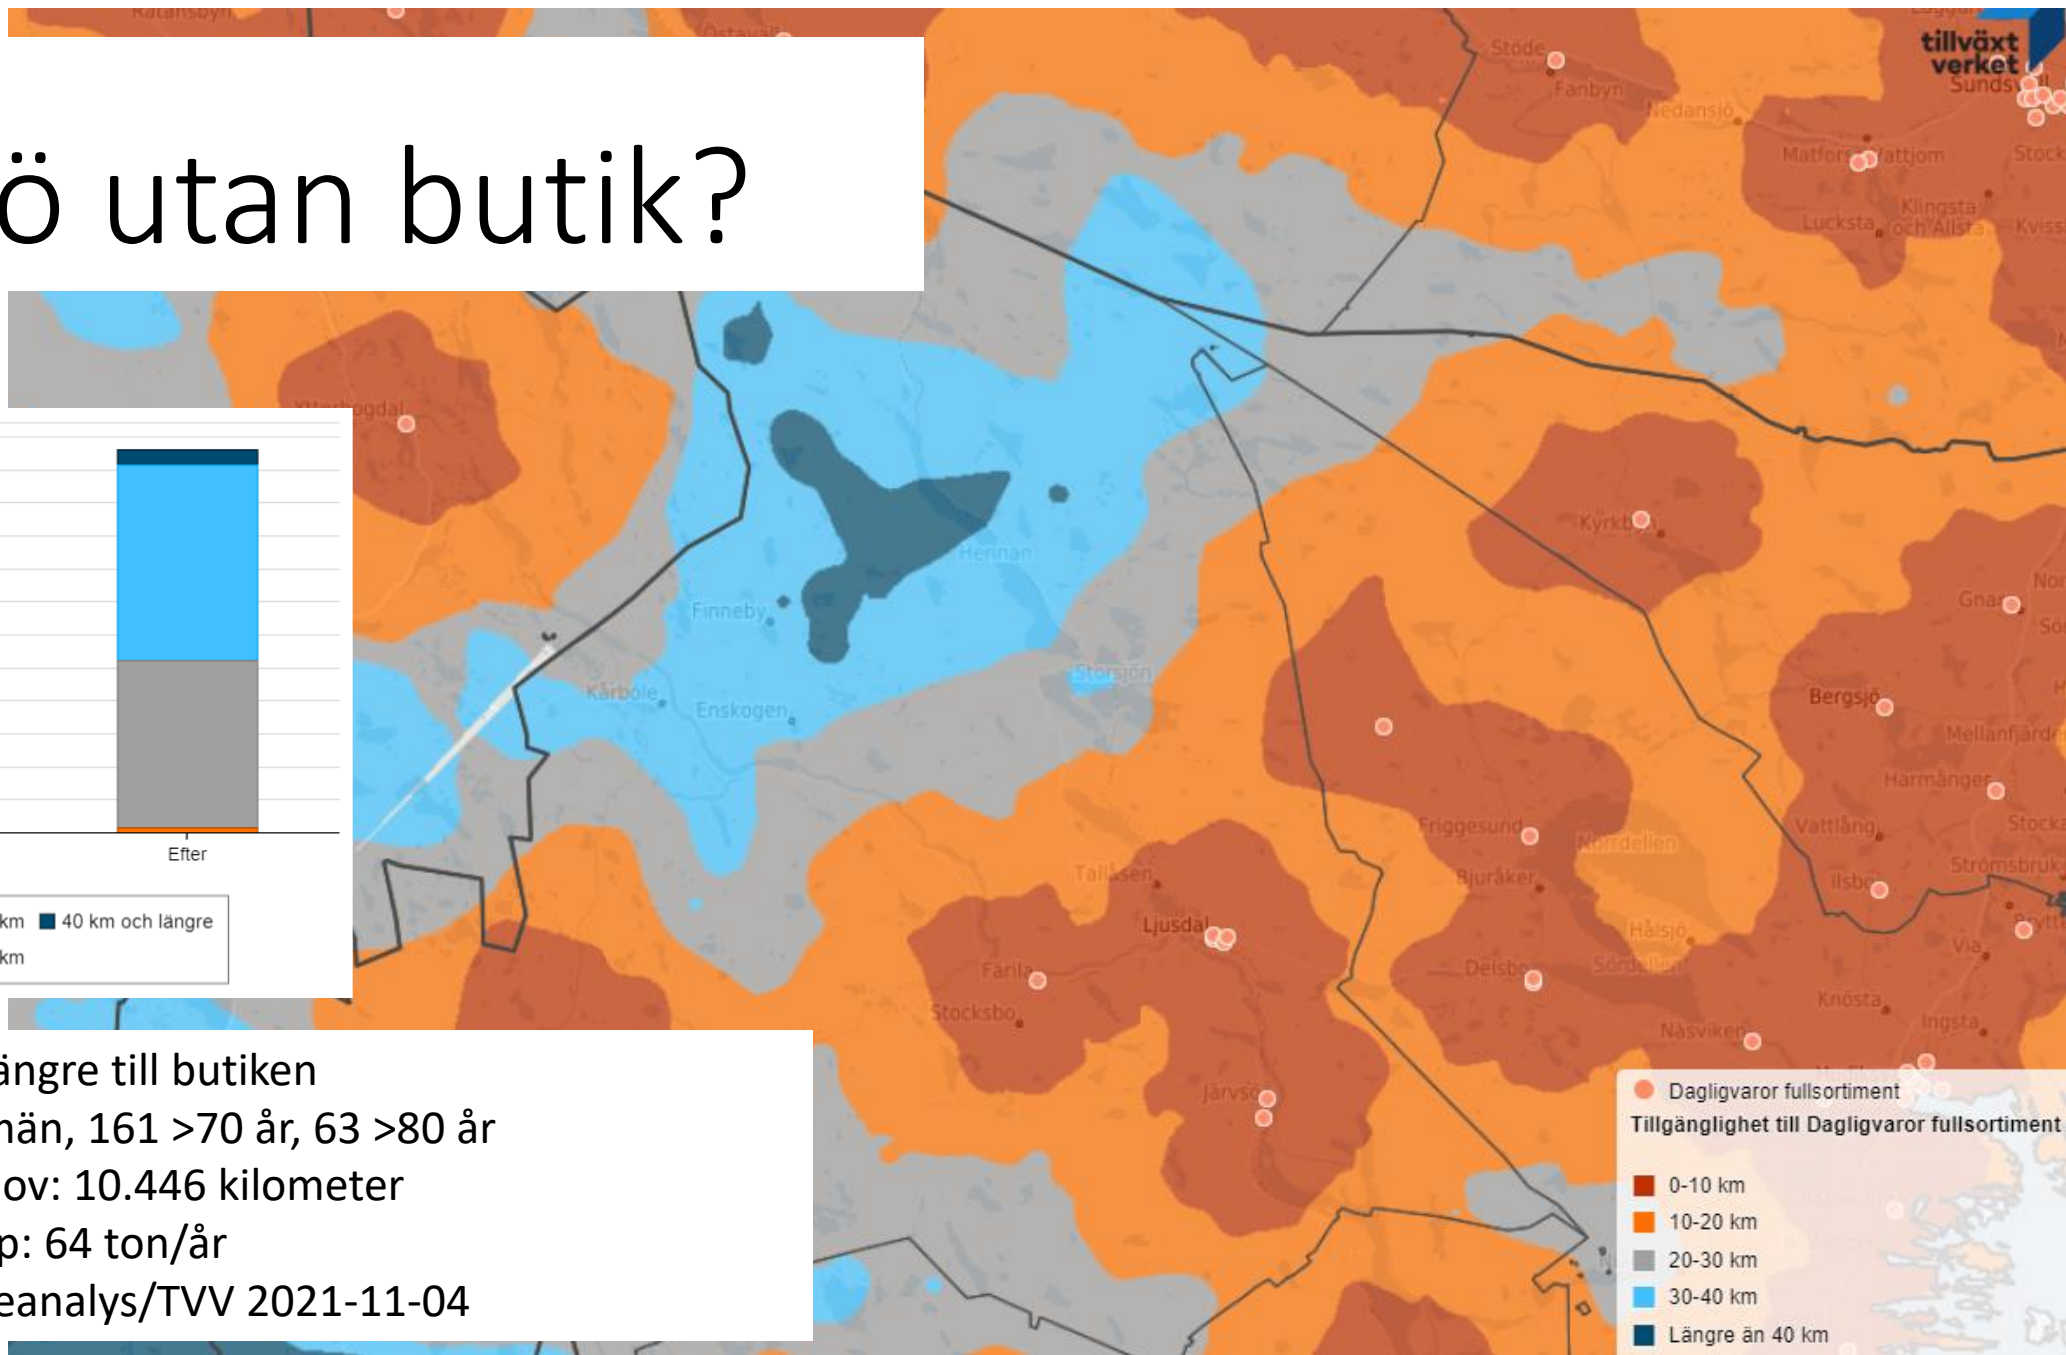 Ratansbyn
Östavall
Stöde
Fanbyn
Nedansjö
tillväxt
verket
Matfors
Vattjom
Klingsta
och Allsta
Lucksta
ö utan butik?
Kyrkbyn
Hennan
Finneby
Storsjön
Kårböle
Enskogen
Bergsjö
Mellanfjärden
Harmånger
Vattlång
Strömsbruk
Friggesund
Norrdellen
Bjuråker
Ilsbo
Tallåsen
Ljusdal
Hålsjö
Via
Färila
Delsbo
Stocksbo
Knösta
Ingsta
Näsviken
Järvsö
Efter
km 40 km och längre
km
ängre till butiken
män, 161 >70 år, 63 >80 år
ov: 10.446 kilometer
p: 64 ton/år
eanalys/TVV 2021-11-04
Dagligvaror fullsortiment
Tillgänglighet till Dagligvaror fullsortiment
0-10 km
10-20 km
20-30 km
30-40 km
Längre än 40 km